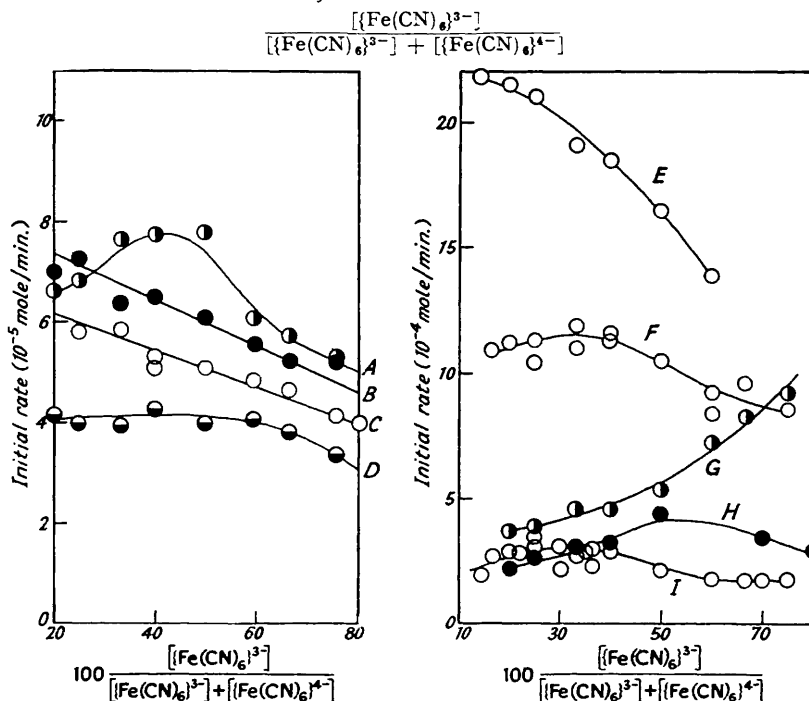 [{Fe(CN)₆}³⁻]
[{Fe(CN)₆}³⁻] + [{Fe(CN)₆}⁴⁻]
10
8
6
4
2
0
Initial rate (10⁻⁵ mole/min.)
A
B
C
D
20
40
60
80
100 [{Fe(CN)₆}³⁻]
[{Fe(CN)₆}³⁻]+[{Fe(CN)₆}⁴⁻]
20
15
10
5
0
Initial rate (10⁻⁴ mole/min.)
E
F
G
H
I
10
30
50
70
100 [{Fe(CN)₆}³⁻]
[{Fe(CN)₆}³⁻]+[{Fe(CN)₆}⁴⁻]